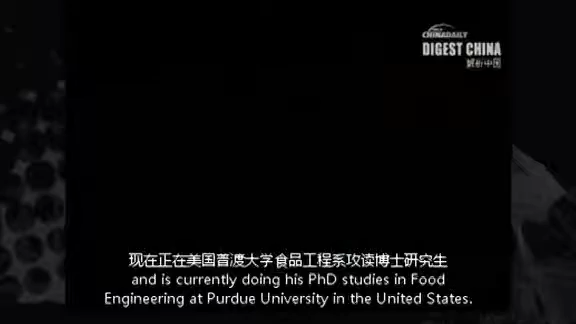 CHINADAILY
DIGEST CHINA
解析中国
现在正在美国普渡大学食品工程系攻读博士研究生
and is currently doing his PhD studies in Food
Engineering at Purdue University in the United States.